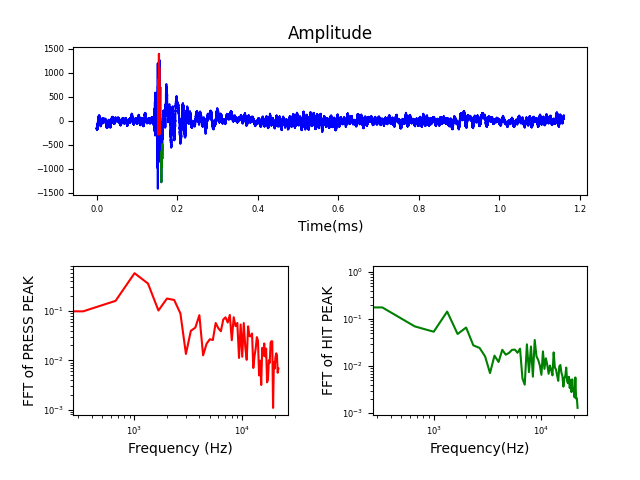 Amplitude
1500
1000
500
0
−500
−1000
−1500
0.0 0.2 0.4 0.6 0.8 1.0 1.2
Time(ms)
FFT of PRESS PEAK
10⁻¹
10⁻²
10⁻³
10³ 10⁴
Frequency (Hz)
FFT of HIT PEAK
10⁰
10⁻¹
10⁻²
10⁻³
10³ 10⁴
Frequency(Hz)